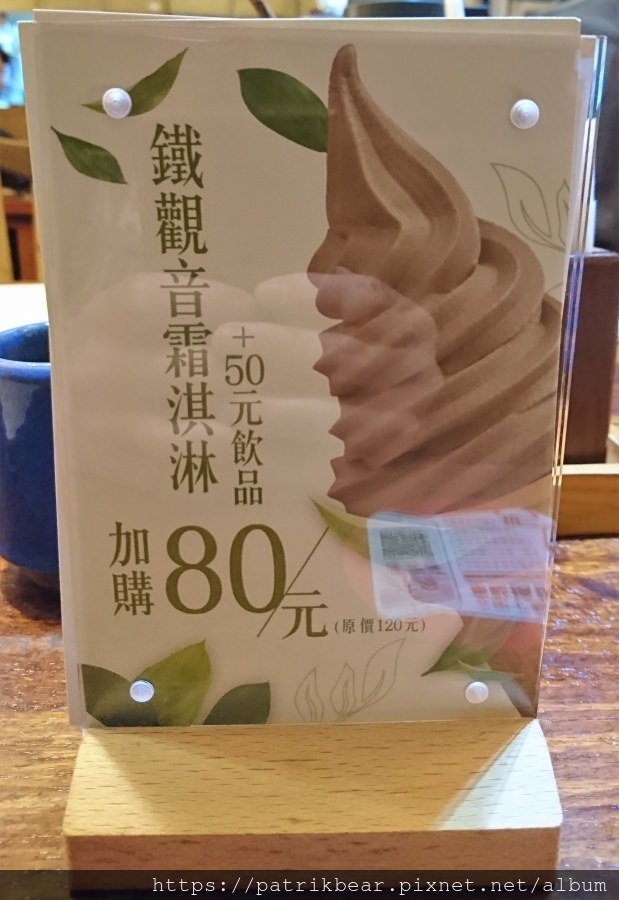 鐵觀音霜淇淋
+50元飲品
加購80/元(原價120元)
https://patrikbear.pixnet.net/album